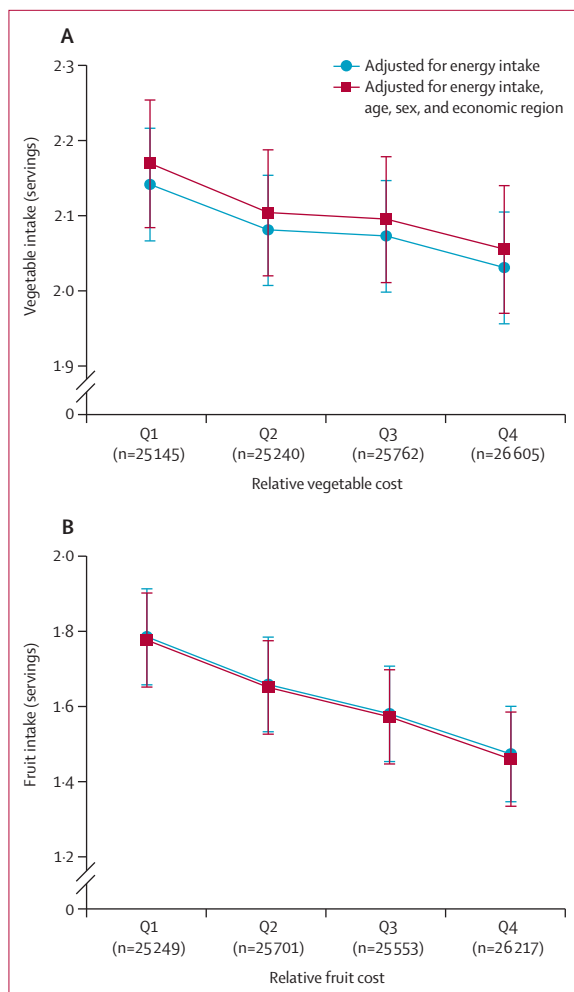 A
Adjusted for energy intake
Adjusted for energy intake,
age, sex, and economic region
Vegetable intake (servings)
2·3
2·2
2·1
2·0
1·9
0
Q1 Q2 Q3 Q4
(n=25145) (n=25240) (n=25762) (n=26605)
Relative vegetable cost
B
Fruit intake (servings)
2·0
1·8
1·6
1·4
1·2
0
Q1 Q2 Q3 Q4
(n=25249) (n=25701) (n=25553) (n=26217)
Relative fruit cost